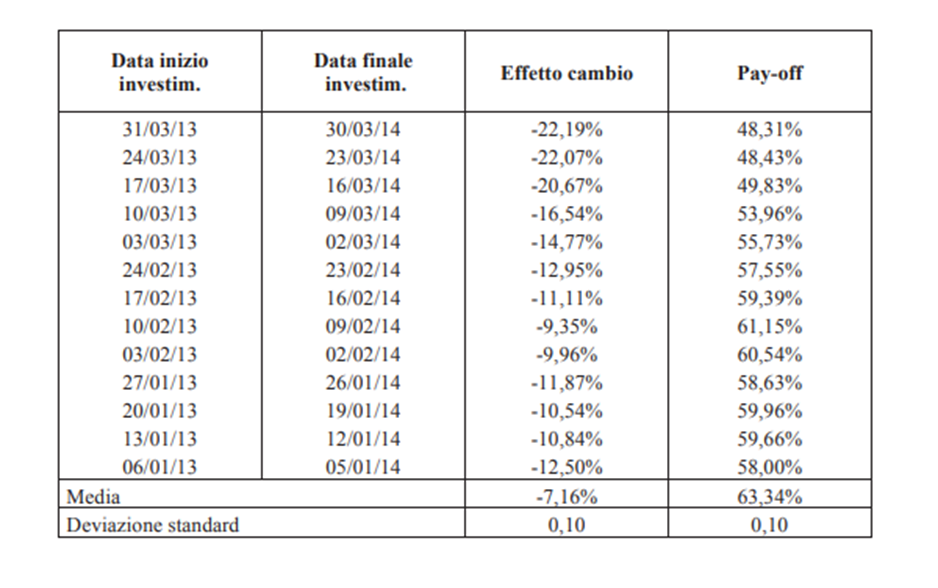 Data inizio investim. Data finale investim. Effetto cambio Pay-off
31/03/13 30/03/14 -22,19% 48,31%
24/03/13 23/03/14 -22,07% 48,43%
17/03/13 16/03/14 -20,67% 49,83%
10/03/13 09/03/14 -16,54% 53,96%
03/03/13 02/03/14 -14,77% 55,73%
24/02/13 23/02/14 -12,95% 57,55%
17/02/13 16/02/14 -11,11% 59,39%
10/02/13 09/02/14 -9,35% 61,15%
03/02/13 02/02/14 -9,96% 60,54%
27/01/13 26/01/14 -11,87% 58,63%
20/01/13 19/01/14 -10,54% 59,96%
13/01/13 12/01/14 -10,84% 59,66%
06/01/13 05/01/14 -12,50% 58,00%
Media -7,16% 63,34%
Deviazione standard 0,10 0,10